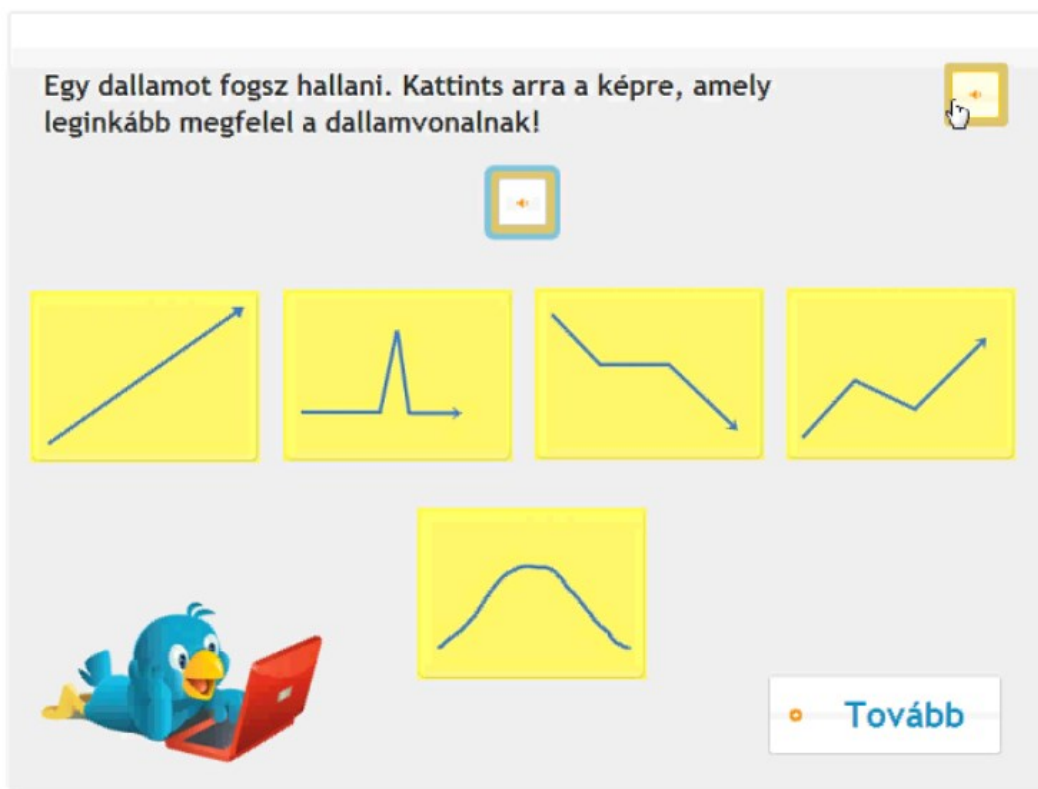 Egy dallamot fogsz hallani. Kattints arra a képre, amely
leginkább megfelel a dallamvonalnak!
Tovább